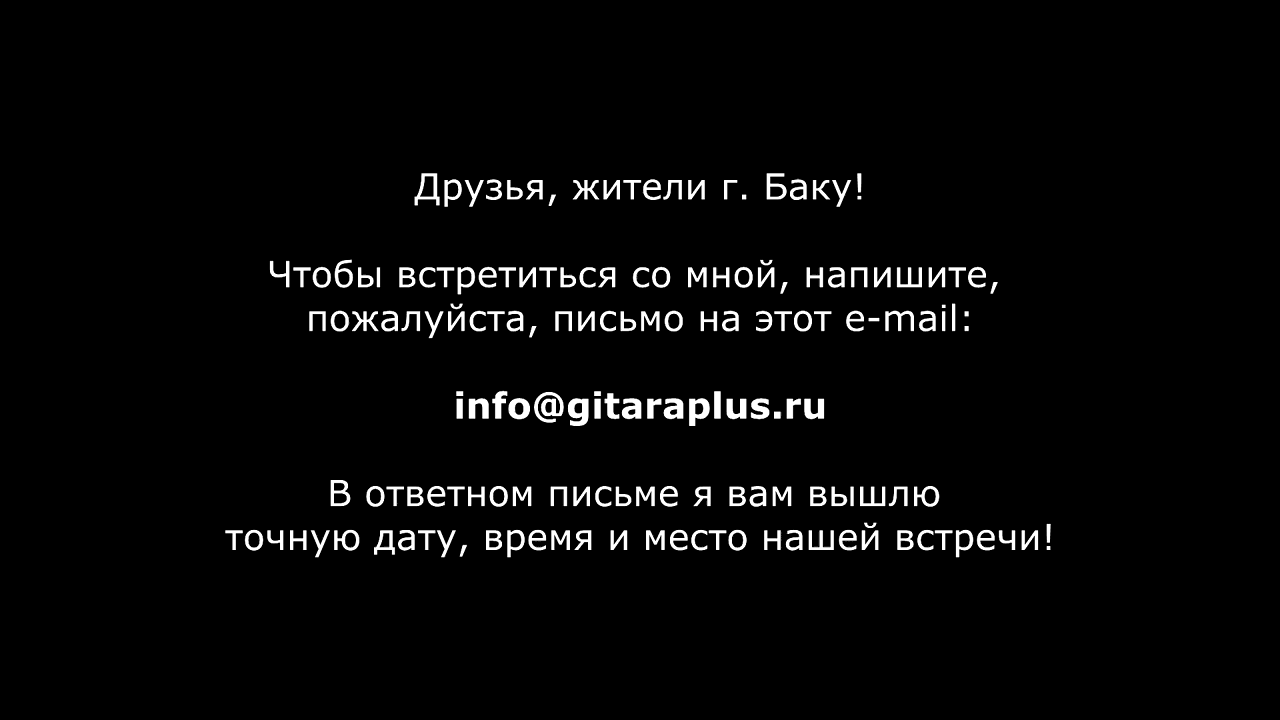 Друзья, жители г. Баку!
Чтобы встретиться со мной, напишите,
пожалуйста, письмо на этот e-mail:
info@gitaraplus.ru
В ответном письме я вам вышлю
точную дату, время и место нашей встречи!